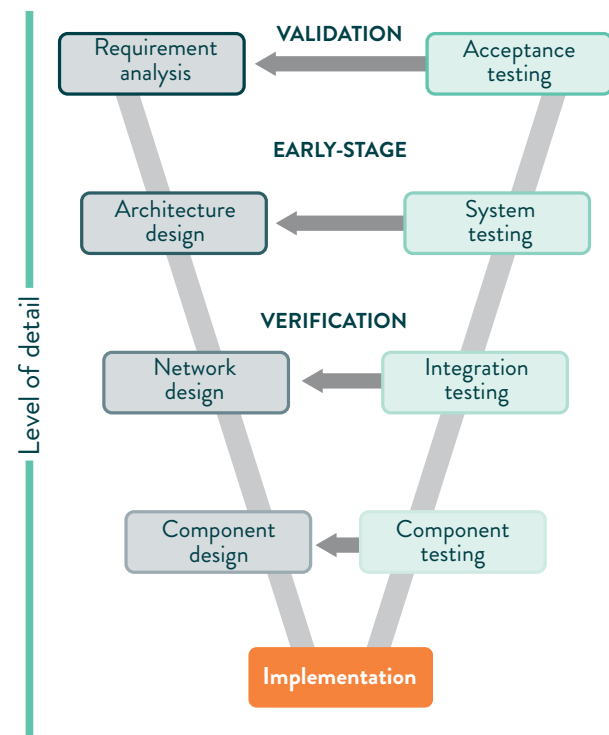 VALIDATION
Requirement
analysis
Acceptance
testing
EARLY-STAGE
Architecture
design
System
testing
VERIFICATION
Network
design
Integration
testing
Level of detail
Component
design
Component
testing
Implementation